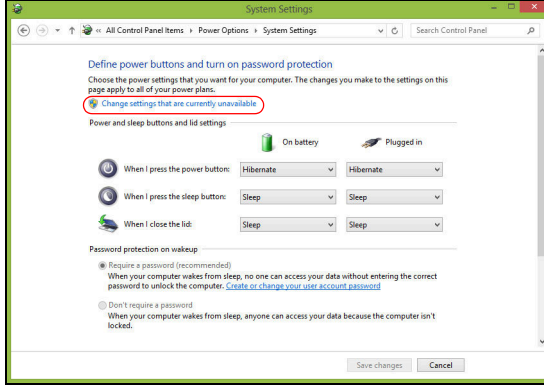 System Settings
« All Control Panel Items ▸ Power Options ▸ System Settings
Search Control Panel
Define power buttons and turn on password protection
Choose the power settings that you want for your computer. The changes you make to the settings on this
page apply to all of your power plans.
Change settings that are currently unavailable
Power and sleep buttons and lid settings
On battery Plugged in
When I press the power button: Hibernate Hibernate
When I press the sleep button: Sleep Sleep
When I close the lid: Sleep Sleep
Password protection on wakeup
Require a password (recommended)
When your computer wakes from sleep, no one can access your data without entering the correct
password to unlock the computer. Create or change your user account password
Don't require a password
When your computer wakes from sleep, anyone can access your data because the computer isn't
locked.
Save changes Cancel